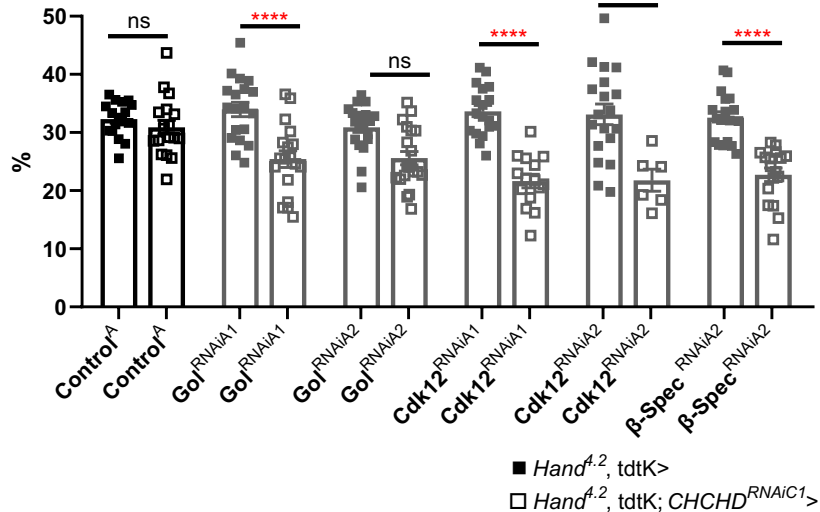 50
40
30
20
10
0
%
ns
****
ns
****
****
Control^A
Control^A
Gol^RNAiA1
Gol^RNAiA1
Gol^RNAiA2
Gol^RNAiA2
Cdk12^RNAiA1
Cdk12^RNAiA1
Cdk12^RNAiA2
Cdk12^RNAiA2
β-Spec^RNAiA2
β-Spec^RNAiA2
Hand^4.2, tdtK>
Hand^4.2, tdtK; CHCHD^RNAiC1>